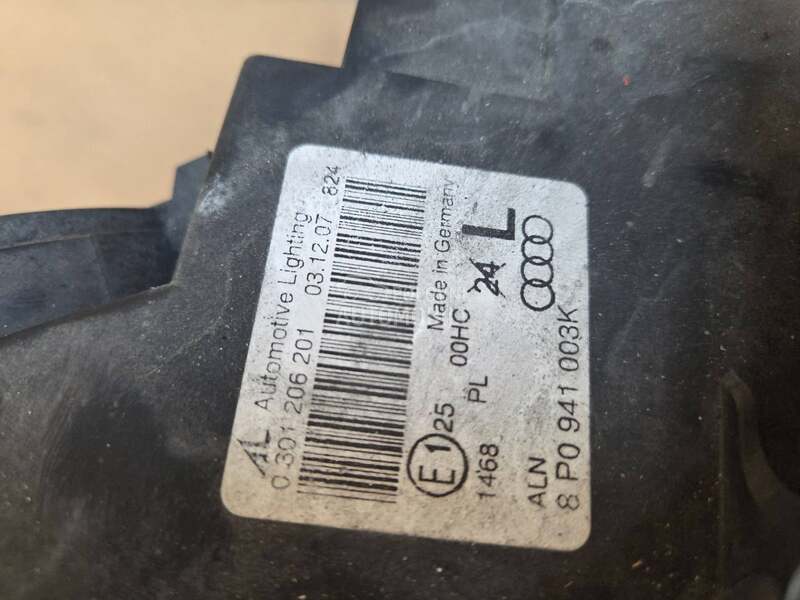 AL Automotive Lighting
0 301 206 201 03.12.07 824
E1 25 Made in Germany
1468 PL 00HC 24 L
ALN
8 P0 941 003K